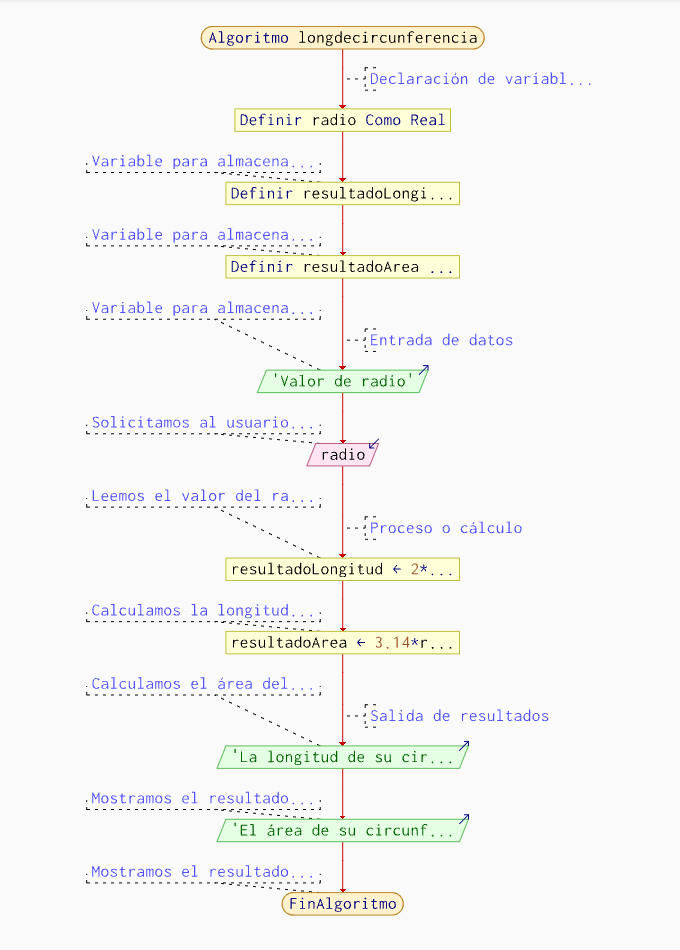 Algoritmo longdecircunferencia
Declaración de variabl...
Definir radio Como Real
Variable para almacena...
Definir resultadoLongi...
Variable para almacena...
Definir resultadoArea ...
Variable para almacena...
Entrada de datos
'Valor de radio'
Solicitamos al usuario...
radio
Leemos el valor del ra...
Proceso o cálculo
resultadoLongitud ← 2*...
Calculamos la longitud...
resultadoArea ← 3.14*r...
Calculamos el área del...
Salida de resultados
'La longitud de su cir...
Mostramos el resultado...
'El área de su circunf...
Mostramos el resultado...
FinAlgoritmo